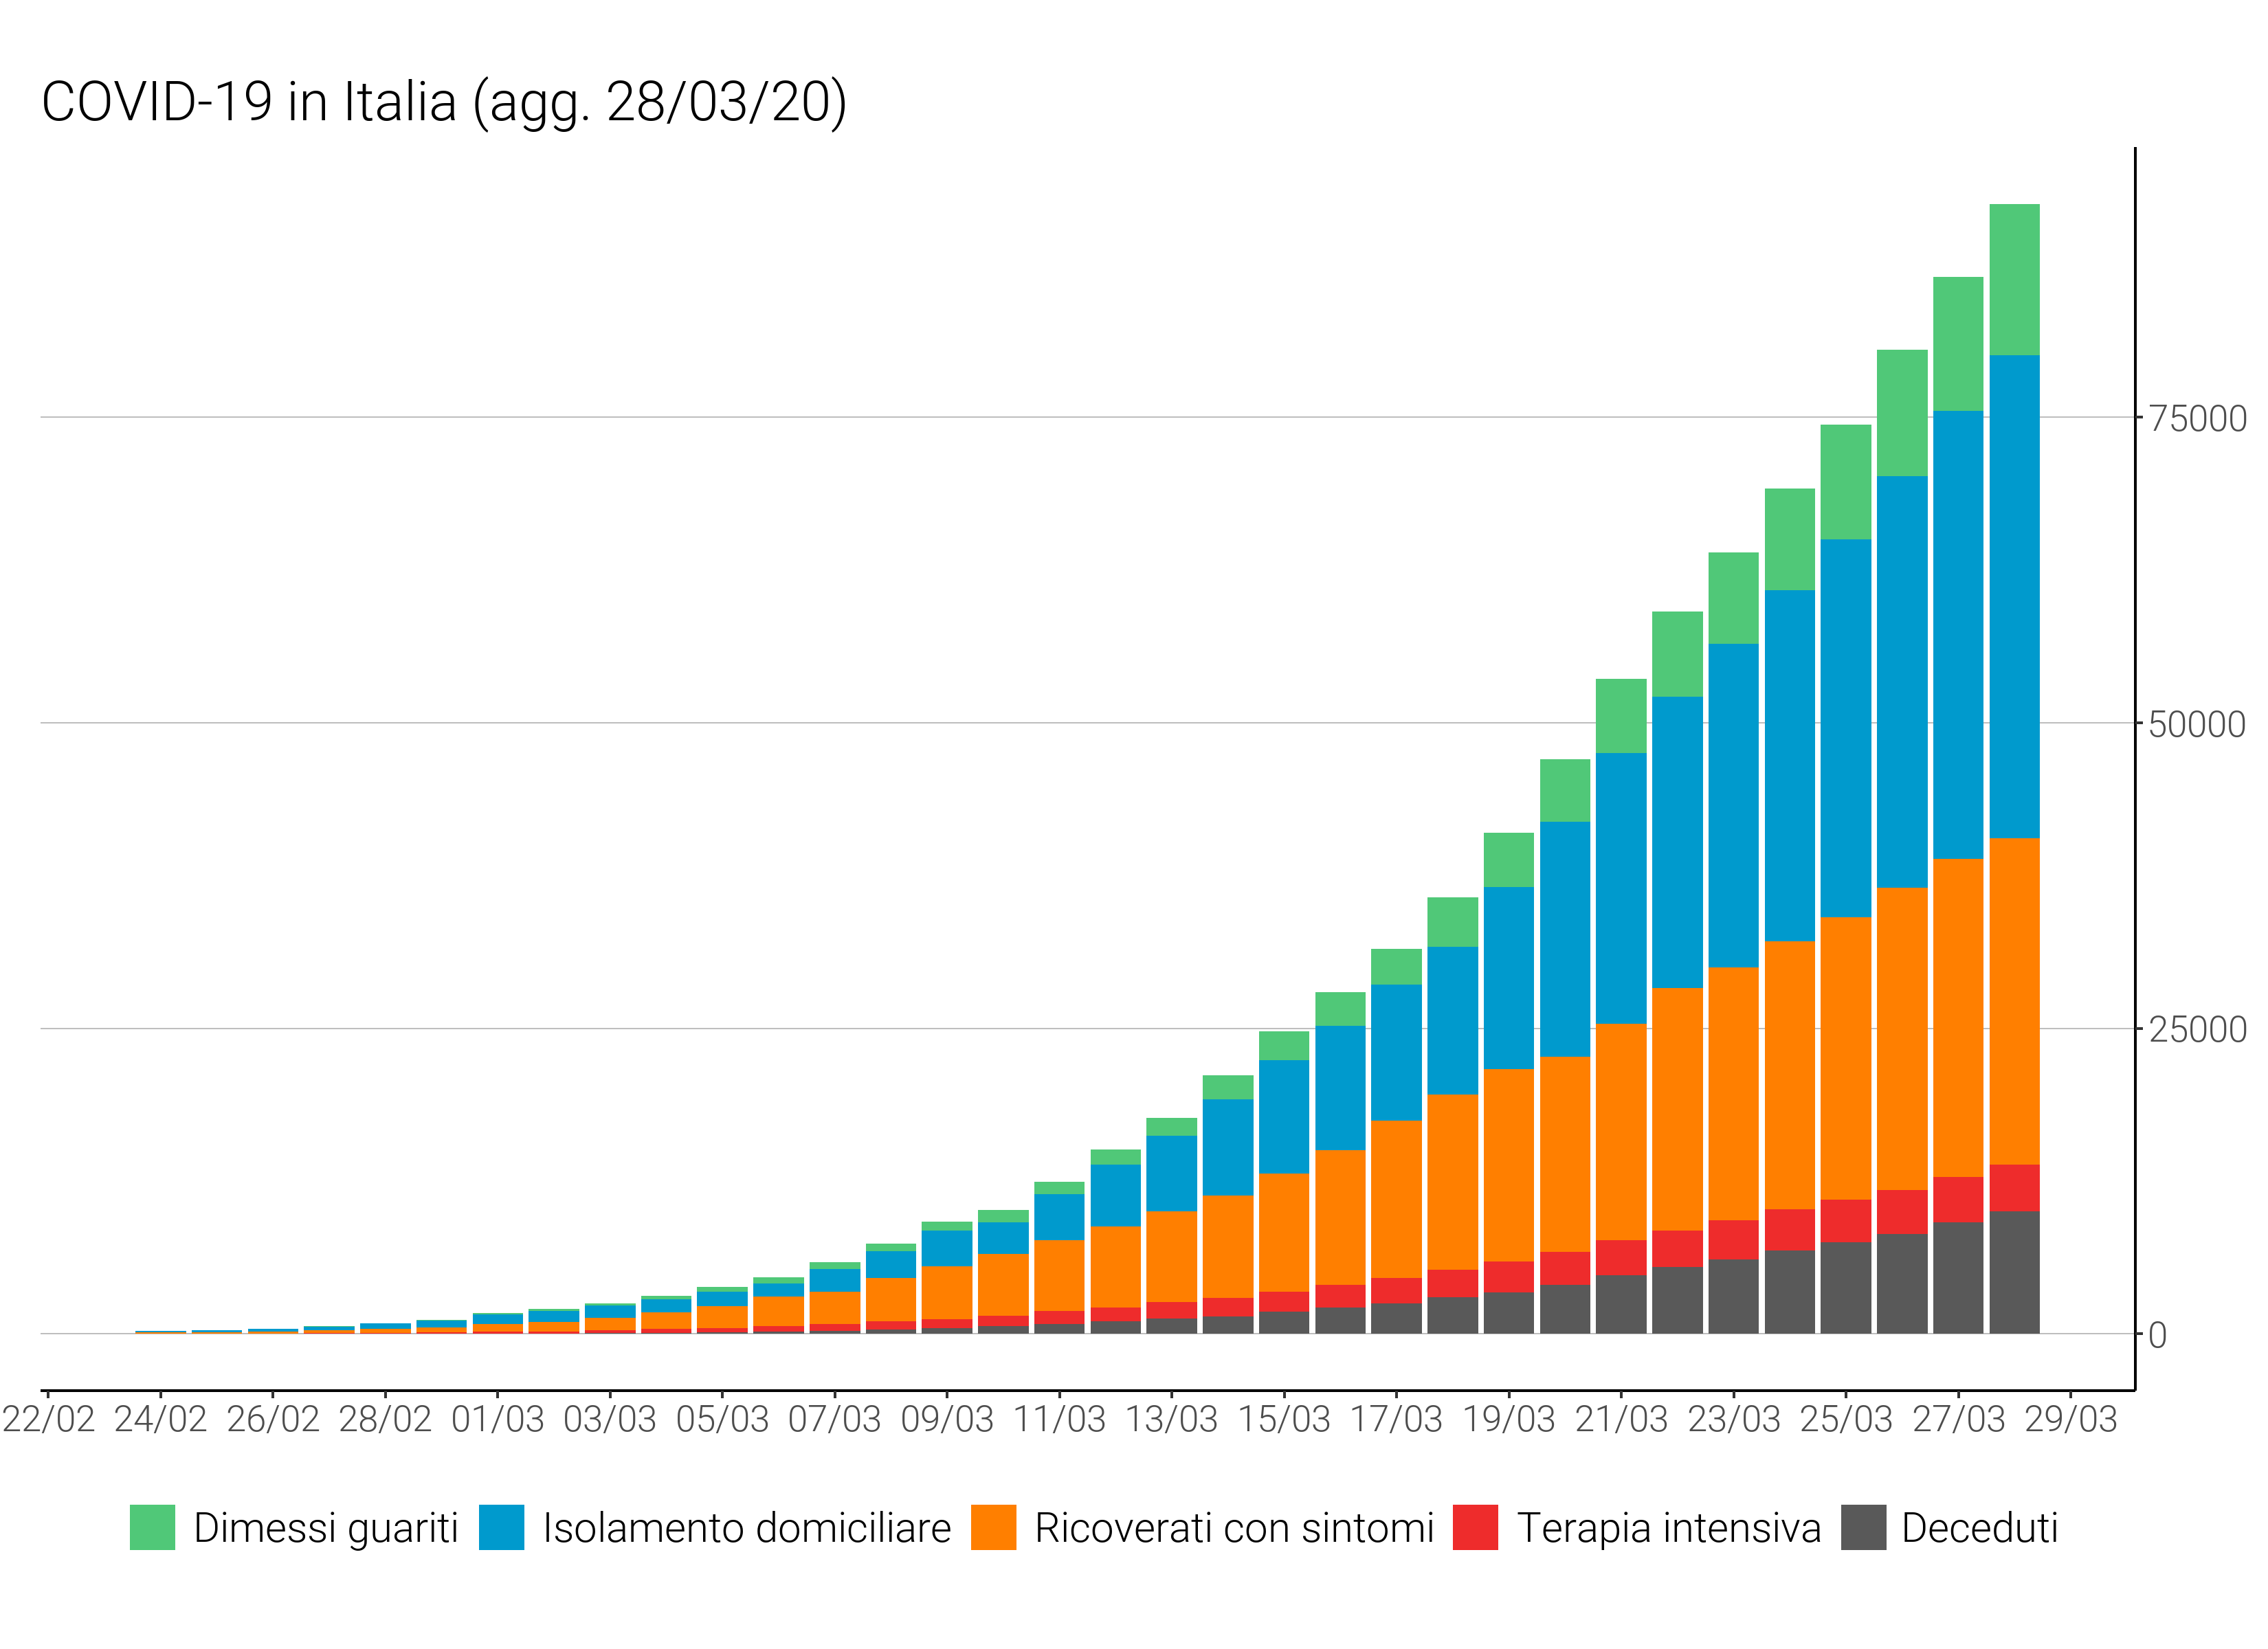 COVID-19 in Italia (agg. 28/03/20)
75000
50000
25000
0
22/02 24/02 26/02 28/02 01/03 03/03 05/03 07/03 09/03 11/03 13/03 15/03 17/03 19/03 21/03 23/03 25/03 27/03 29/03
Dimessi guariti Isolamento domiciliare Ricoverati con sintomi Terapia intensiva Deceduti